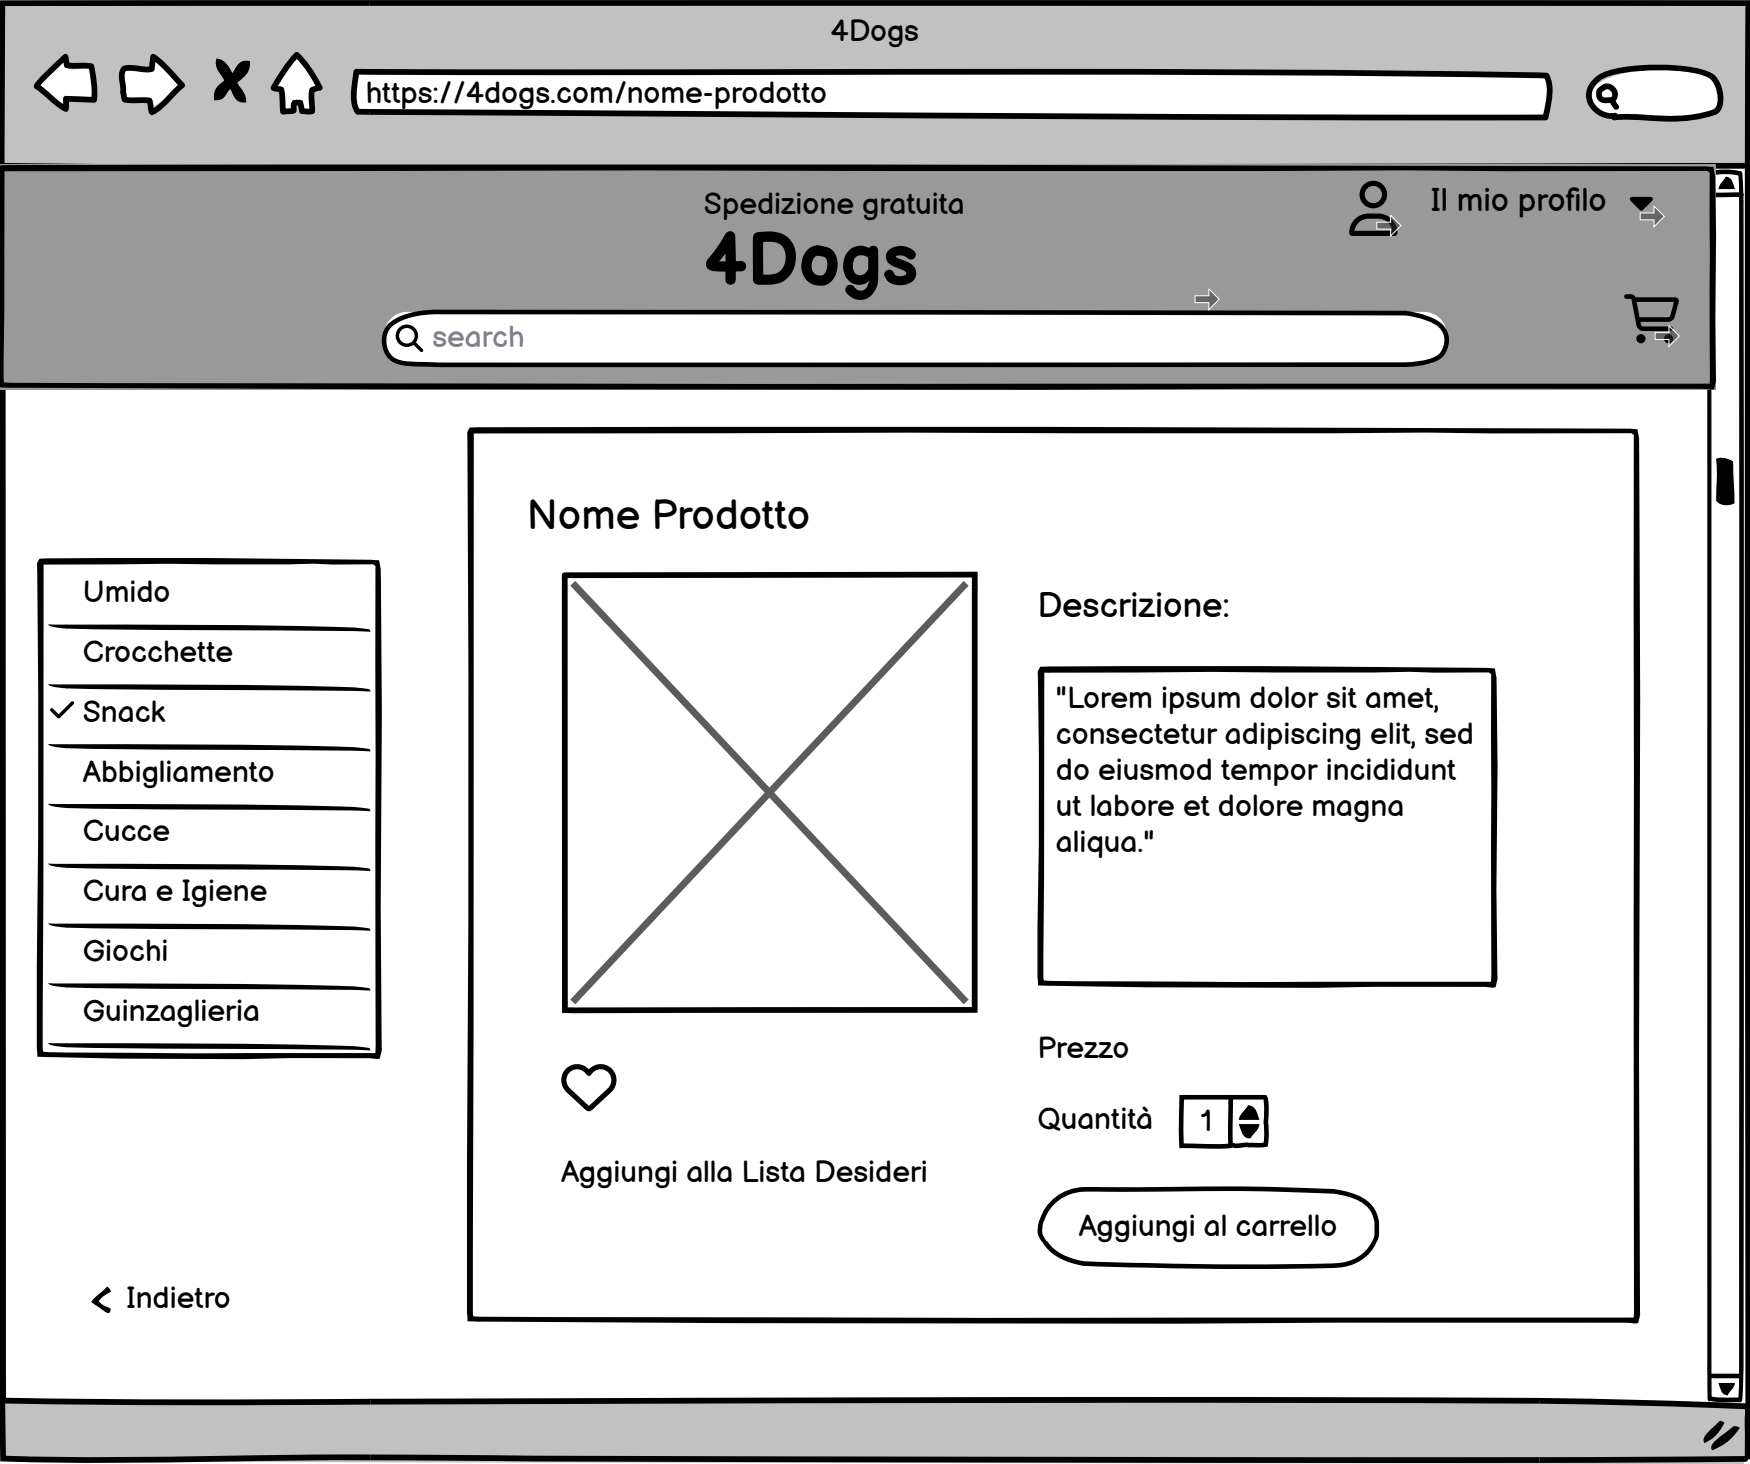 4Dogs
https://4dogs.com/nome-prodotto
Spedizione gratuita
Il mio profilo
4Dogs
search
Nome Prodotto
Umido
Crocchette
Snack
Abbigliamento
Cucce
Cura e Igiene
Giochi
Guinzaglieria
Descrizione:
"Lorem ipsum dolor sit amet,
consectetur adipiscing elit, sed
do eiusmod tempor incididunt
ut labore et dolore magna
aliqua."
Prezzo
Quantità 1
Aggiungi alla Lista Desideri
Aggiungi al carrello
Indietro